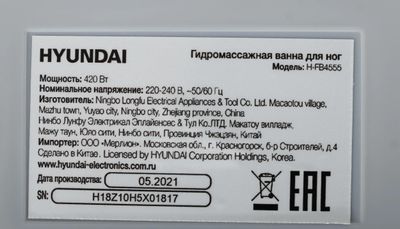 HYUNDAI
Гидромассажная ванна для ног
Модель: H-FB4555
Мощность: 420 Вт
Номинальное напряжение: 220-240 В, ~50/60 Гц
Изготовитель: Ningbo Longfu Electrical Appliances & Tool Co. Ltd. Macaotou village,
Mazhu town, Yuyao city, Ningbo city, Zhejiang province, China
Нинбо Лунфу Электрикал Эпплайенсес & Тул Ко.ЛТД. Макатоу вилладж,
Мажу таун, Юяо сити, Нинбо сити, Провинция Чжэцзян, Китай
Импортер: ООО «Мерлион». Московская обл., г. Красногорск, б-р Строителей, д.4
Сделано в Китае. Licensed by HYUNDAI Corporation Holdings, Korea.
www.hyundai-electronics.com.ru
Дата производства: 05.2021
SN: H18Z10H5X01817
EAC